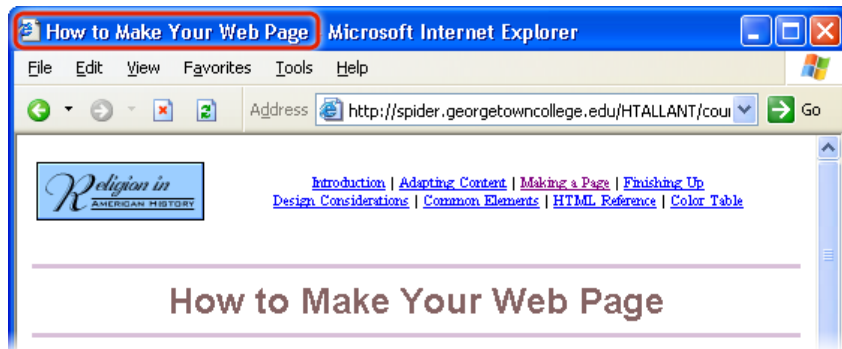 How to Make Your Web Page Microsoft Internet Explorer
File Edit View Favorites Tools Help
Address http://spider.georgetowncollege.edu/HTALLANT/cour Go
Religion in
AMERICAN HISTORY
Introduction | Adapting Content | Making a Page | Finishing Up
Design Considerations | Common Elements | HTML Reference | Color Table
How to Make Your Web Page